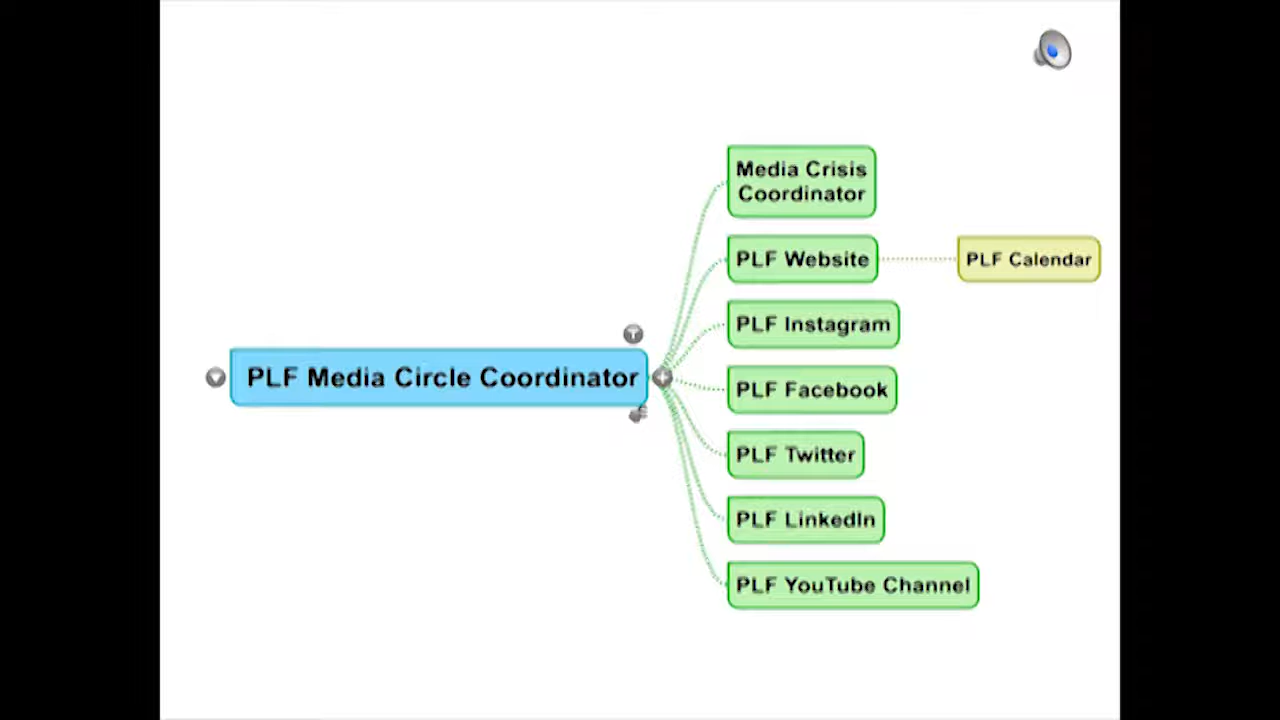 Media Crisis
Coordinator
PLF Website
PLF Calendar
PLF Instagram
PLF Media Circle Coordinator
PLF Facebook
PLF Twitter
PLF LinkedIn
PLF YouTube Channel